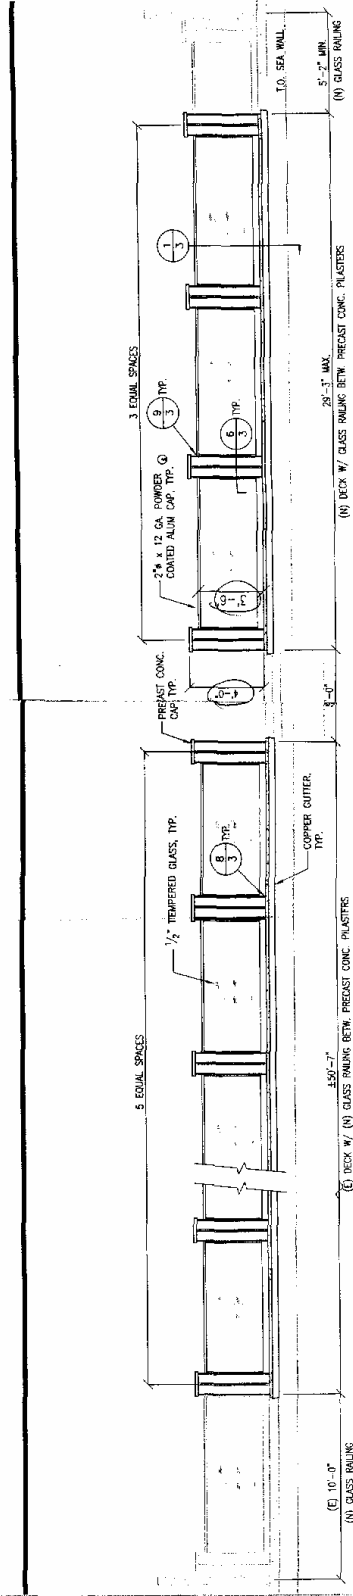 5 EQUAL SPACES
3 EQUAL SPACES
1/2" TEMPERED GLASS, TYP.
PRECAST CONC.
CAP, TYP.
2"ø x 12 GA. POWDER
COATED ALUM CAP, TYP.
9
3
TYP.
1
3
8
3
TYP.
6
3
TYP.
4'-0"
3'-6"
COPPER GUTTER,
TYP.
T.O. SEA WALL
(E) 10'-0"
(N) GLASS RAILING
±50'-7"
(E) DECK W/ (N) GLASS RAILING BETW. PRECAST CONC. PILASTERS
29'-3" MAX.
(N) DECK W/ GLASS RAILING BETW. PRECAST CONC. PILASTERS
5'-2" MIN.
(N) GLASS RAILING